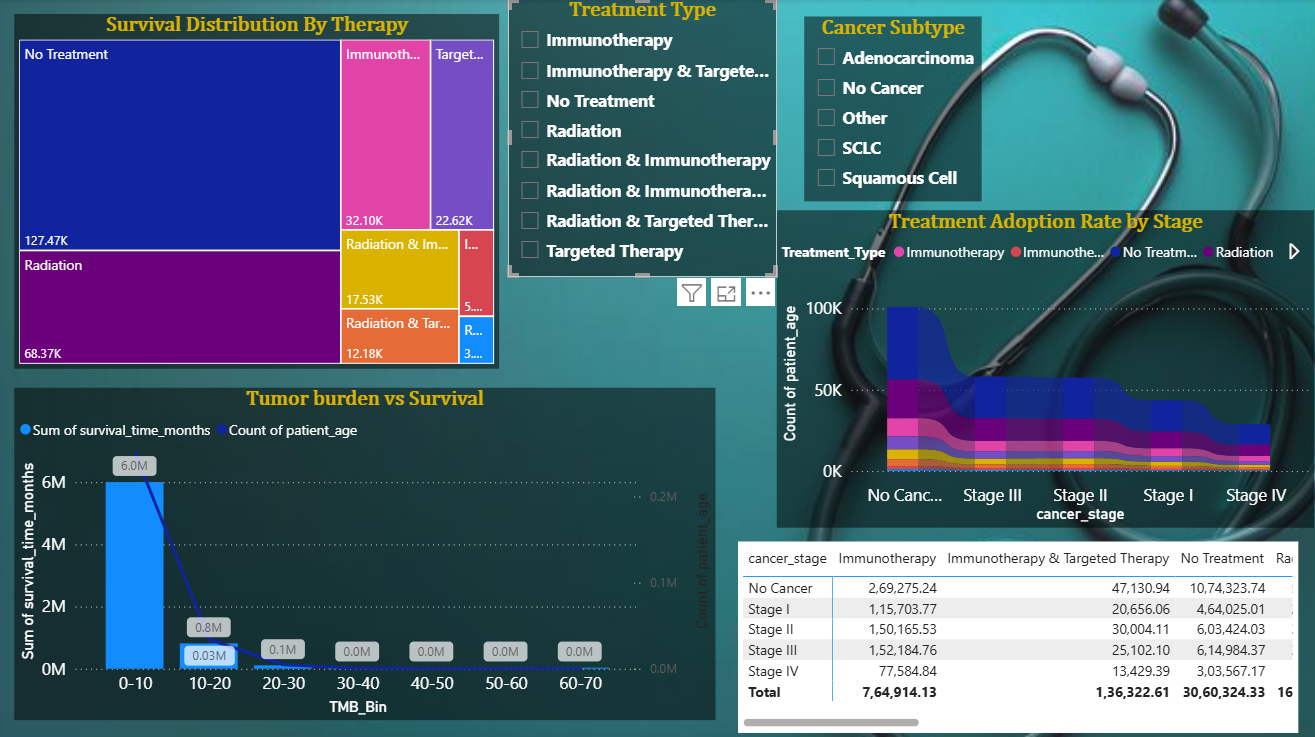 Survival Distribution By Therapy
No Treatment
127.47K
Radiation
68.37K
Immunoth...
32.10K
Target...
22.62K
Radiation & Im...
17.53K
I...
5....
Radiation & Tar...
12.18K
R...
3....
Treatment Type
Immunotherapy
Immunotherapy & Targete...
No Treatment
Radiation
Radiation & Immunotherapy
Radiation & Immunothera...
Radiation & Targeted Ther...
Targeted Therapy
Cancer Subtype
Adenocarcinoma
No Cancer
Other
SCLC
Squamous Cell
Treatment Adoption Rate by Stage
Treatment_Type Immunotherapy Immunothe... No Treatm... Radiation
Count of patient_age
100K
50K
0K
No Canc... Stage III Stage II Stage I Stage IV
cancer_stage
Tumor burden vs Survival
Sum of survival_time_months Count of patient_age
Sum of survival_time_months
6M
4M
2M
0M
6.0M
0.8M
0.03M
0.1M
0.0M
0.0M
0.0M
0.0M
0.2M
0.1M
0.0M
Count of patient_age
0-10 10-20 20-30 30-40 40-50 50-60 60-70
TMB_Bin
cancer_stage Immunotherapy Immunotherapy & Targeted Therapy No Treatment Ra
No Cancer 2,69,275.24 47,130.94 10,74,323.74
Stage I 1,15,703.77 20,656.06 4,64,025.01
Stage II 1,50,165.53 30,004.11 6,03,424.03
Stage III 1,52,184.76 25,102.10 6,14,984.37
Stage IV 77,584.84 13,429.39 3,03,567.17
Total 7,64,914.13 1,36,322.61 30,60,324.33 16